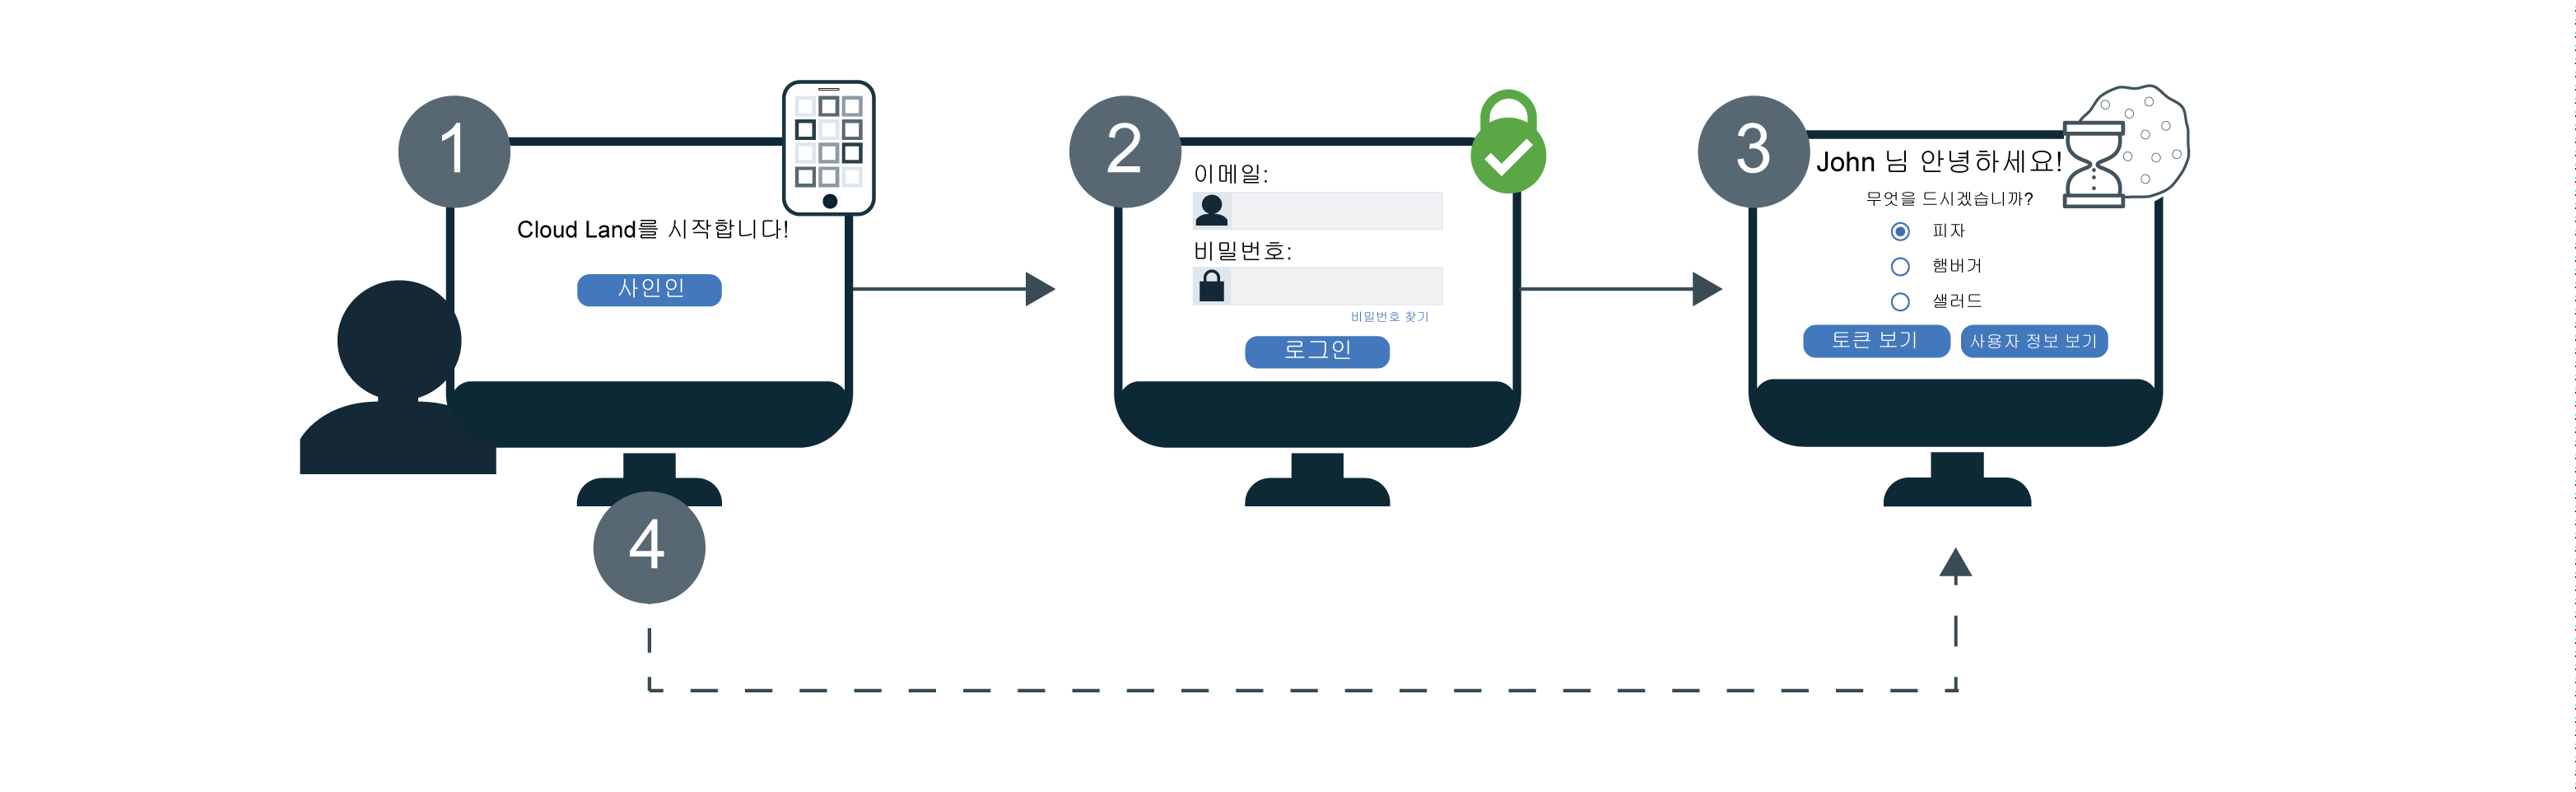 1
Cloud Land를 시작합니다!
사인인
2
이메일:
비밀번호:
비밀번호 찾기
로그인
3
John 님 안녕하세요!
무엇을 드시겠습니까?
피자
햄버거
샐러드
토큰 보기
사용자 정보 보기
4